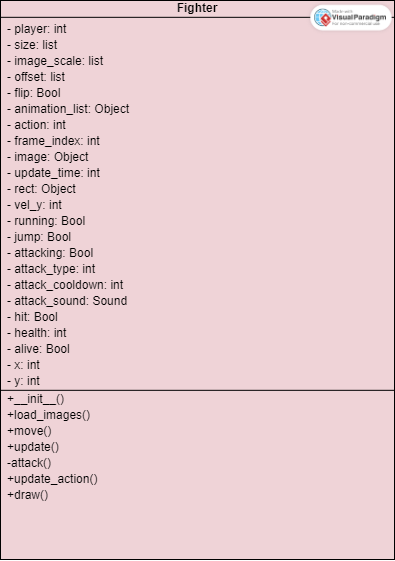 Fighter
Made with
VisualParadigm
For non-commercial use
- player: int
- size: list
- image_scale: list
- offset: list
- flip: Bool
- animation_list: Object
- action: int
- frame_index: int
- image: Object
- update_time: int
- rect: Object
- vel_y: int
- running: Bool
- jump: Bool
- attacking: Bool
- attack_type: int
- attack_cooldown: int
- attack_sound: Sound
- hit: Bool
- health: int
- alive: Bool
- x: int
- y: int
+__init__()
+load_images()
+move()
+update()
-attack()
+update_action()
+draw()